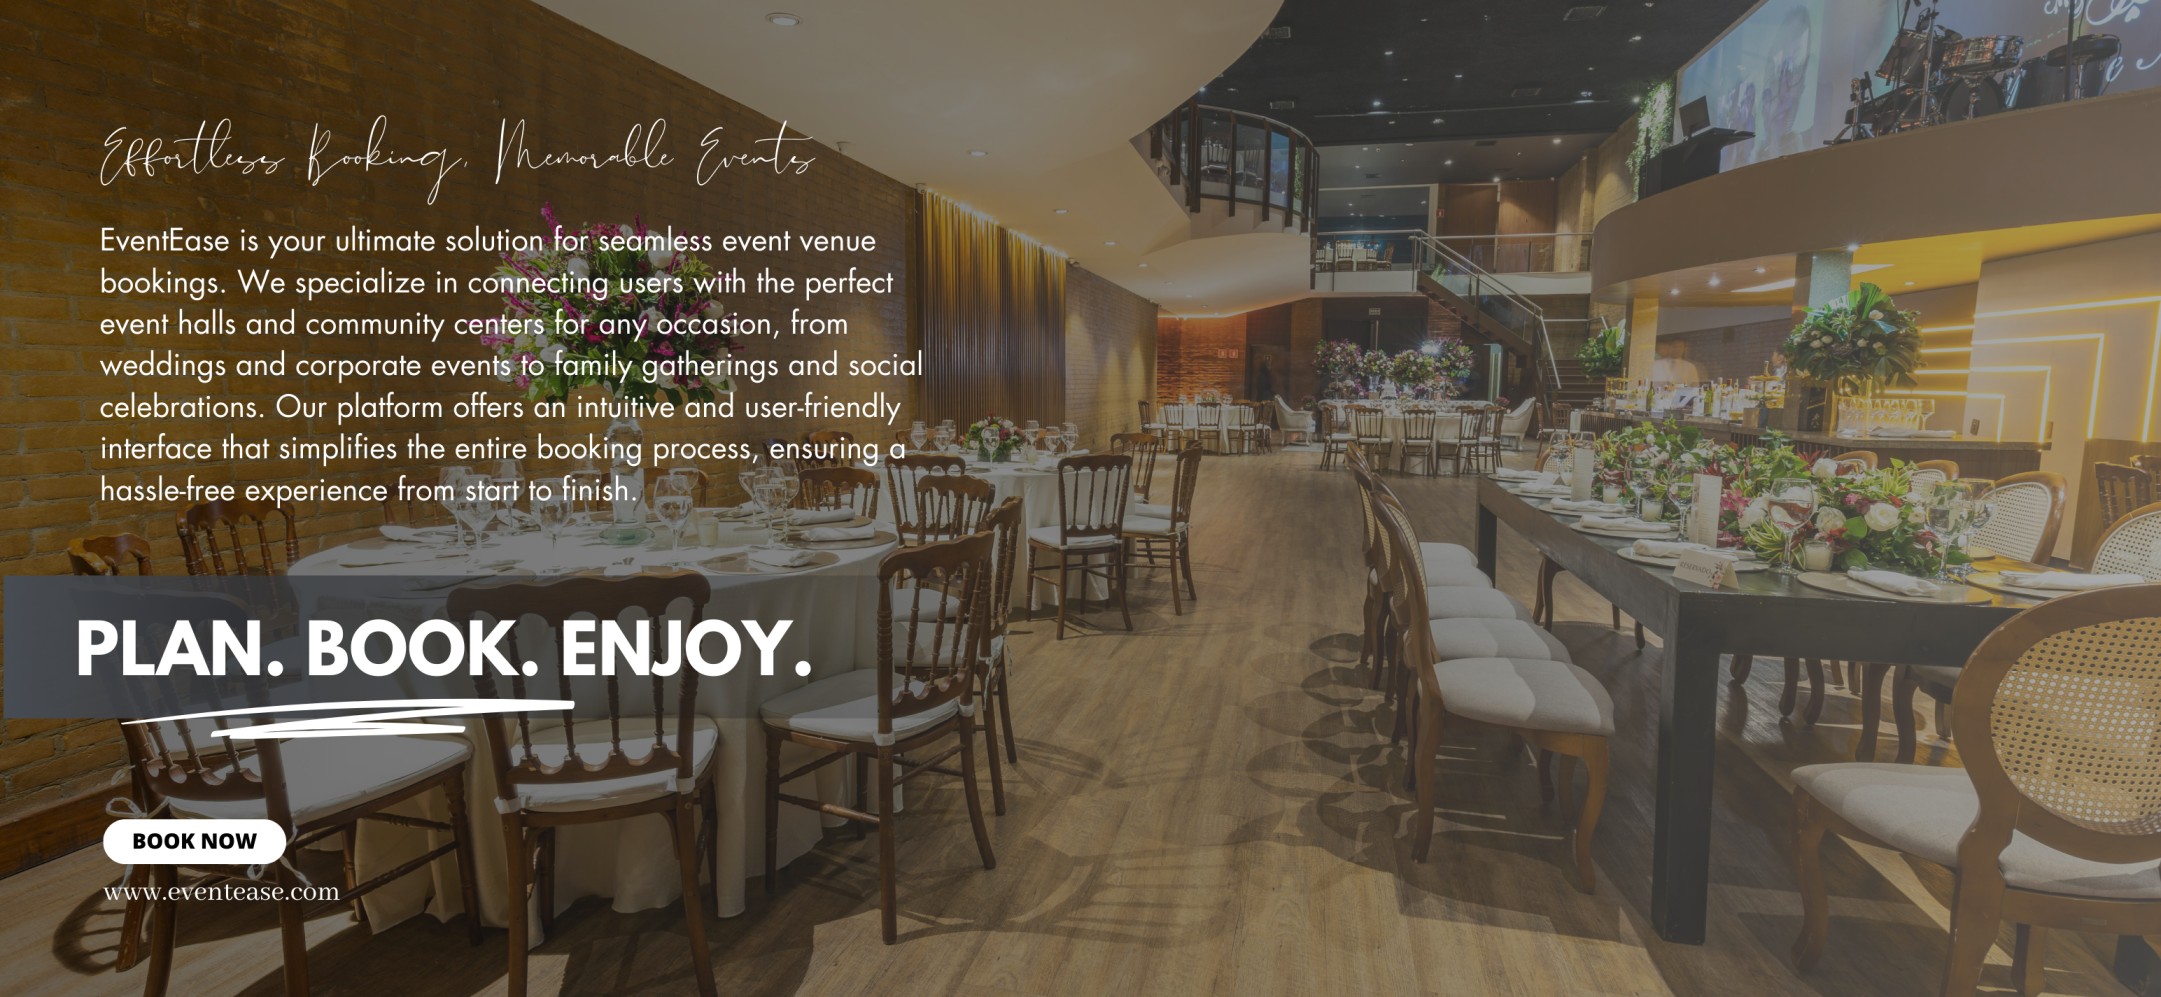 Effortless Booking, Memorable Events
EventEase is your ultimate solution for seamless event venue
bookings. We specialize in connecting users with the perfect
event halls and community centers for any occasion, from
weddings and corporate events to family gatherings and social
celebrations. Our platform offers an intuitive and user-friendly
interface that simplifies the entire booking process, ensuring a
hassle-free experience from start to finish.
PLAN. BOOK. ENJOY.
BOOK NOW
www.eventease.com